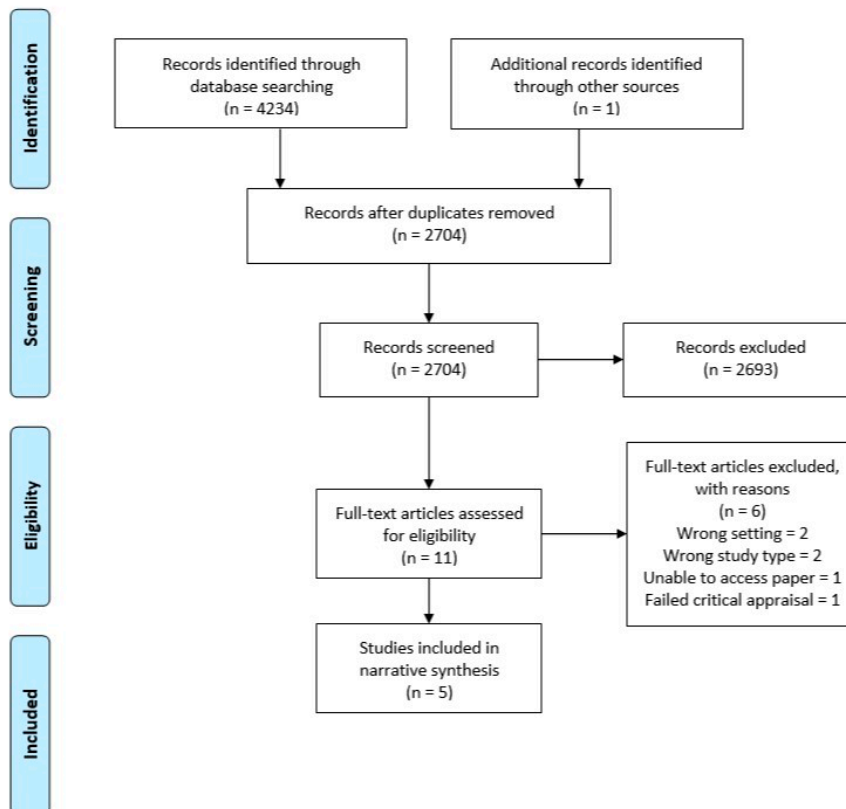 Identification
Records identified through
database searching
(n = 4234)
Additional records identified
through other sources
(n = 1)
Records after duplicates removed
(n = 2704)
Screening
Records screened
(n = 2704)
Records excluded
(n = 2693)
Eligibility
Full-text articles assessed
for eligibility
(n = 11)
Full-text articles excluded,
with reasons
(n = 6)
Wrong setting = 2
Wrong study type = 2
Unable to access paper = 1
Failed critical appraisal = 1
Included
Studies included in
narrative synthesis
(n = 5)